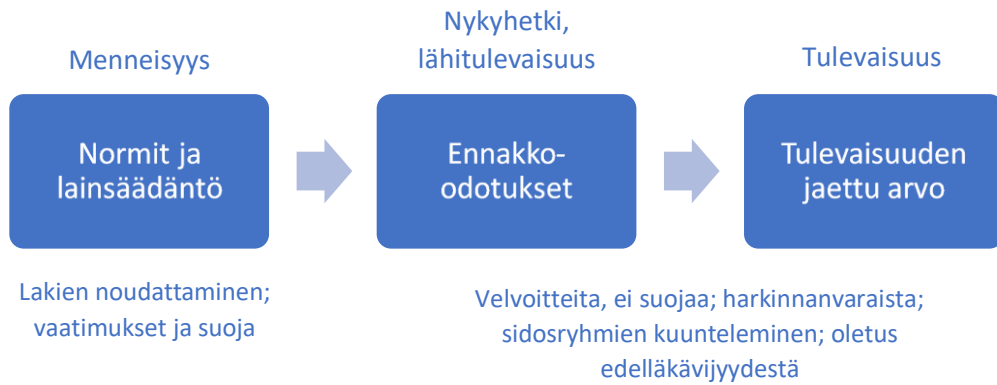 Menneisyys
Nykyhetki,
lähitulevaisuus
Tulevaisuus
Normit ja
lainsäädäntö
Ennakko-
odotukset
Tulevaisuuden
jaettu arvo
Lakien noudattaminen;
vaatimukset ja suoja
Velvoitteita, ei suojaa; harkinnanvaraista;
sidosryhmien kuunteleminen; oletus
edelläkävijyydestä